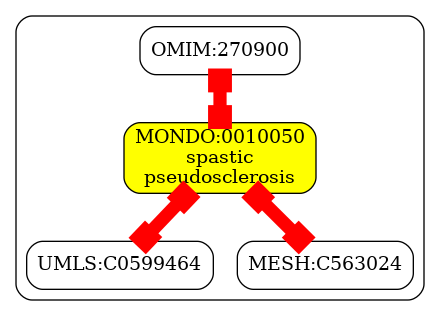 OMIM:270900
MONDO:0010050
spastic
pseudosclerosis
UMLS:C0599464
MESH:C563024